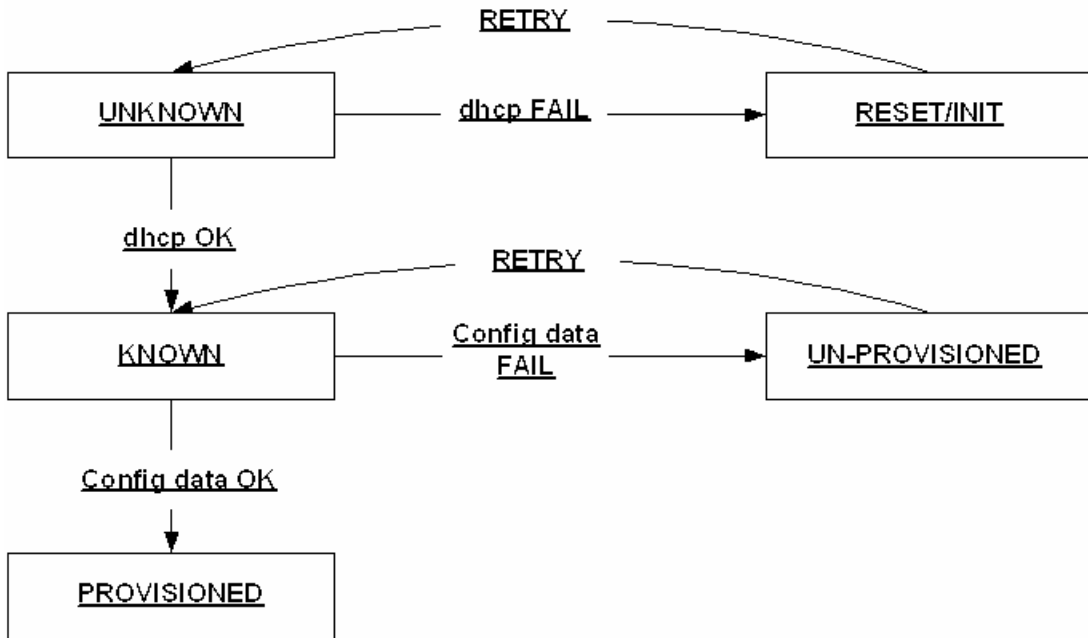 RETRY
UNKNOWN
dhcp FAIL
RESET/INIT
dhcp OK
RETRY
KNOWN
Config data
FAIL
UN-PROVISIONED
Config data OK
PROVISIONED